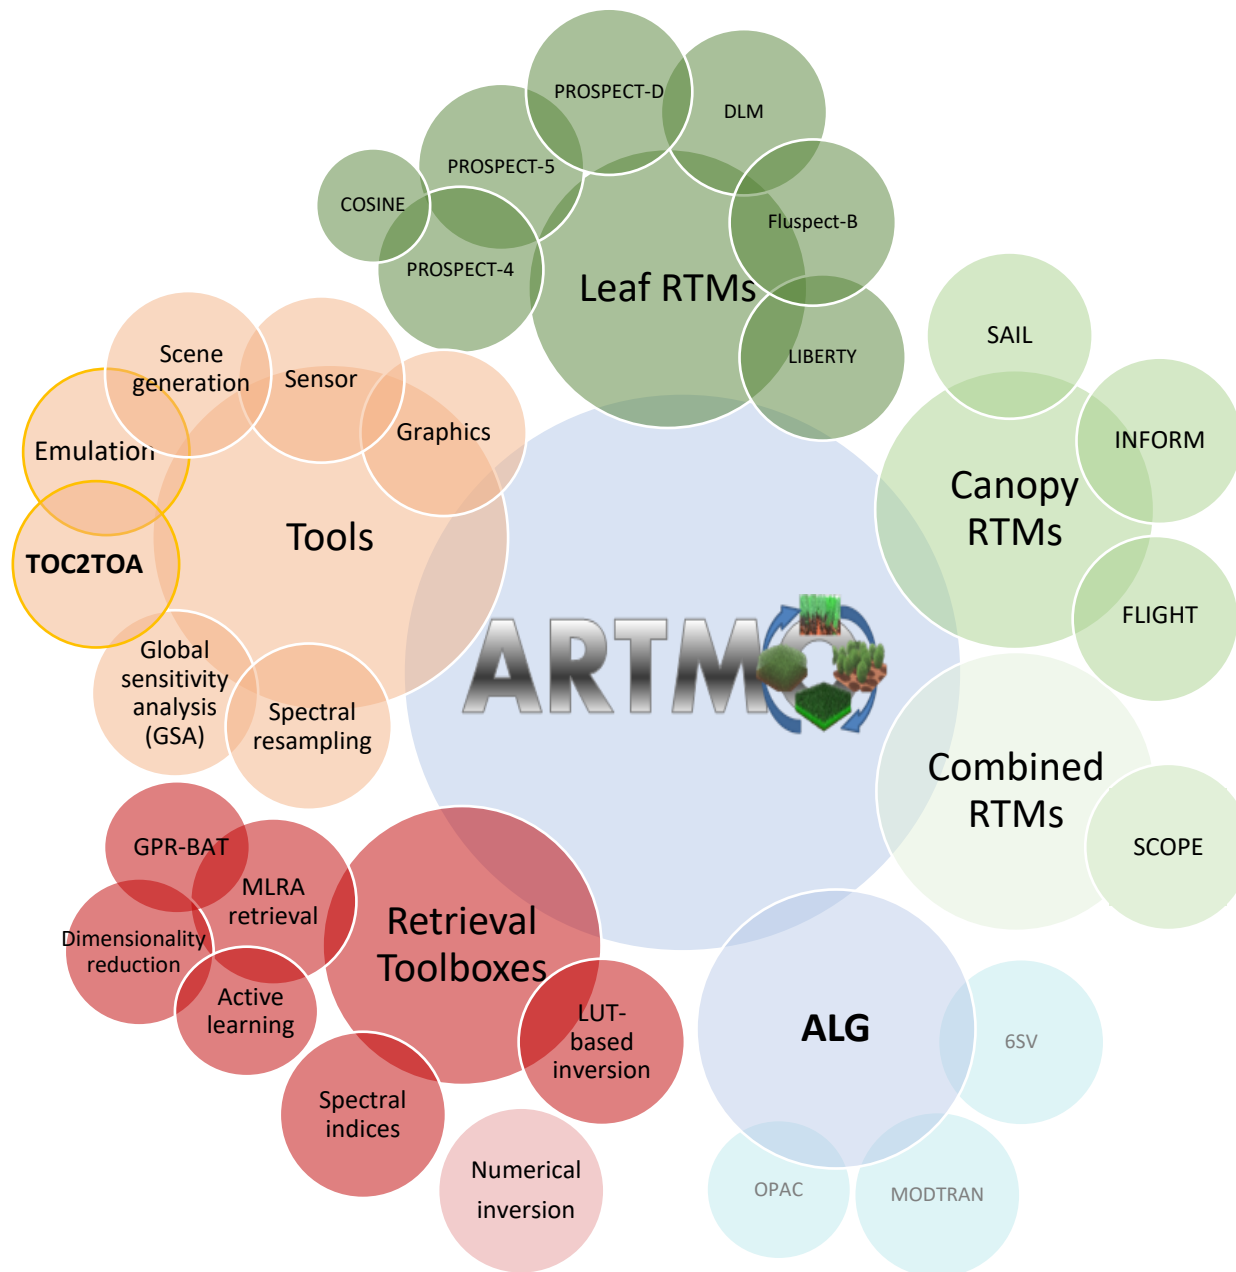 PROSPECT-D
DLM
PROSPECT-5
COSINE
PROSPECT-4
Fluspect-B
Leaf RTMs
LIBERTY
SAIL
INFORM
Canopy
RTMs
FLIGHT
Combined
RTMs
SCOPE
Scene
generation
Sensor
Graphics
Emulation
Tools
TOC2TOA
Global
sensitivity
analysis
(GSA)
Spectral
resampling
ARTMO
GPR-BAT
MLRA
retrieval
Dimensionality
reduction
Active
learning
Retrieval
Toolboxes
LUT-
based
inversion
Spectral
indices
Numerical
inversion
ALG
6SV
OPAC
MODTRAN